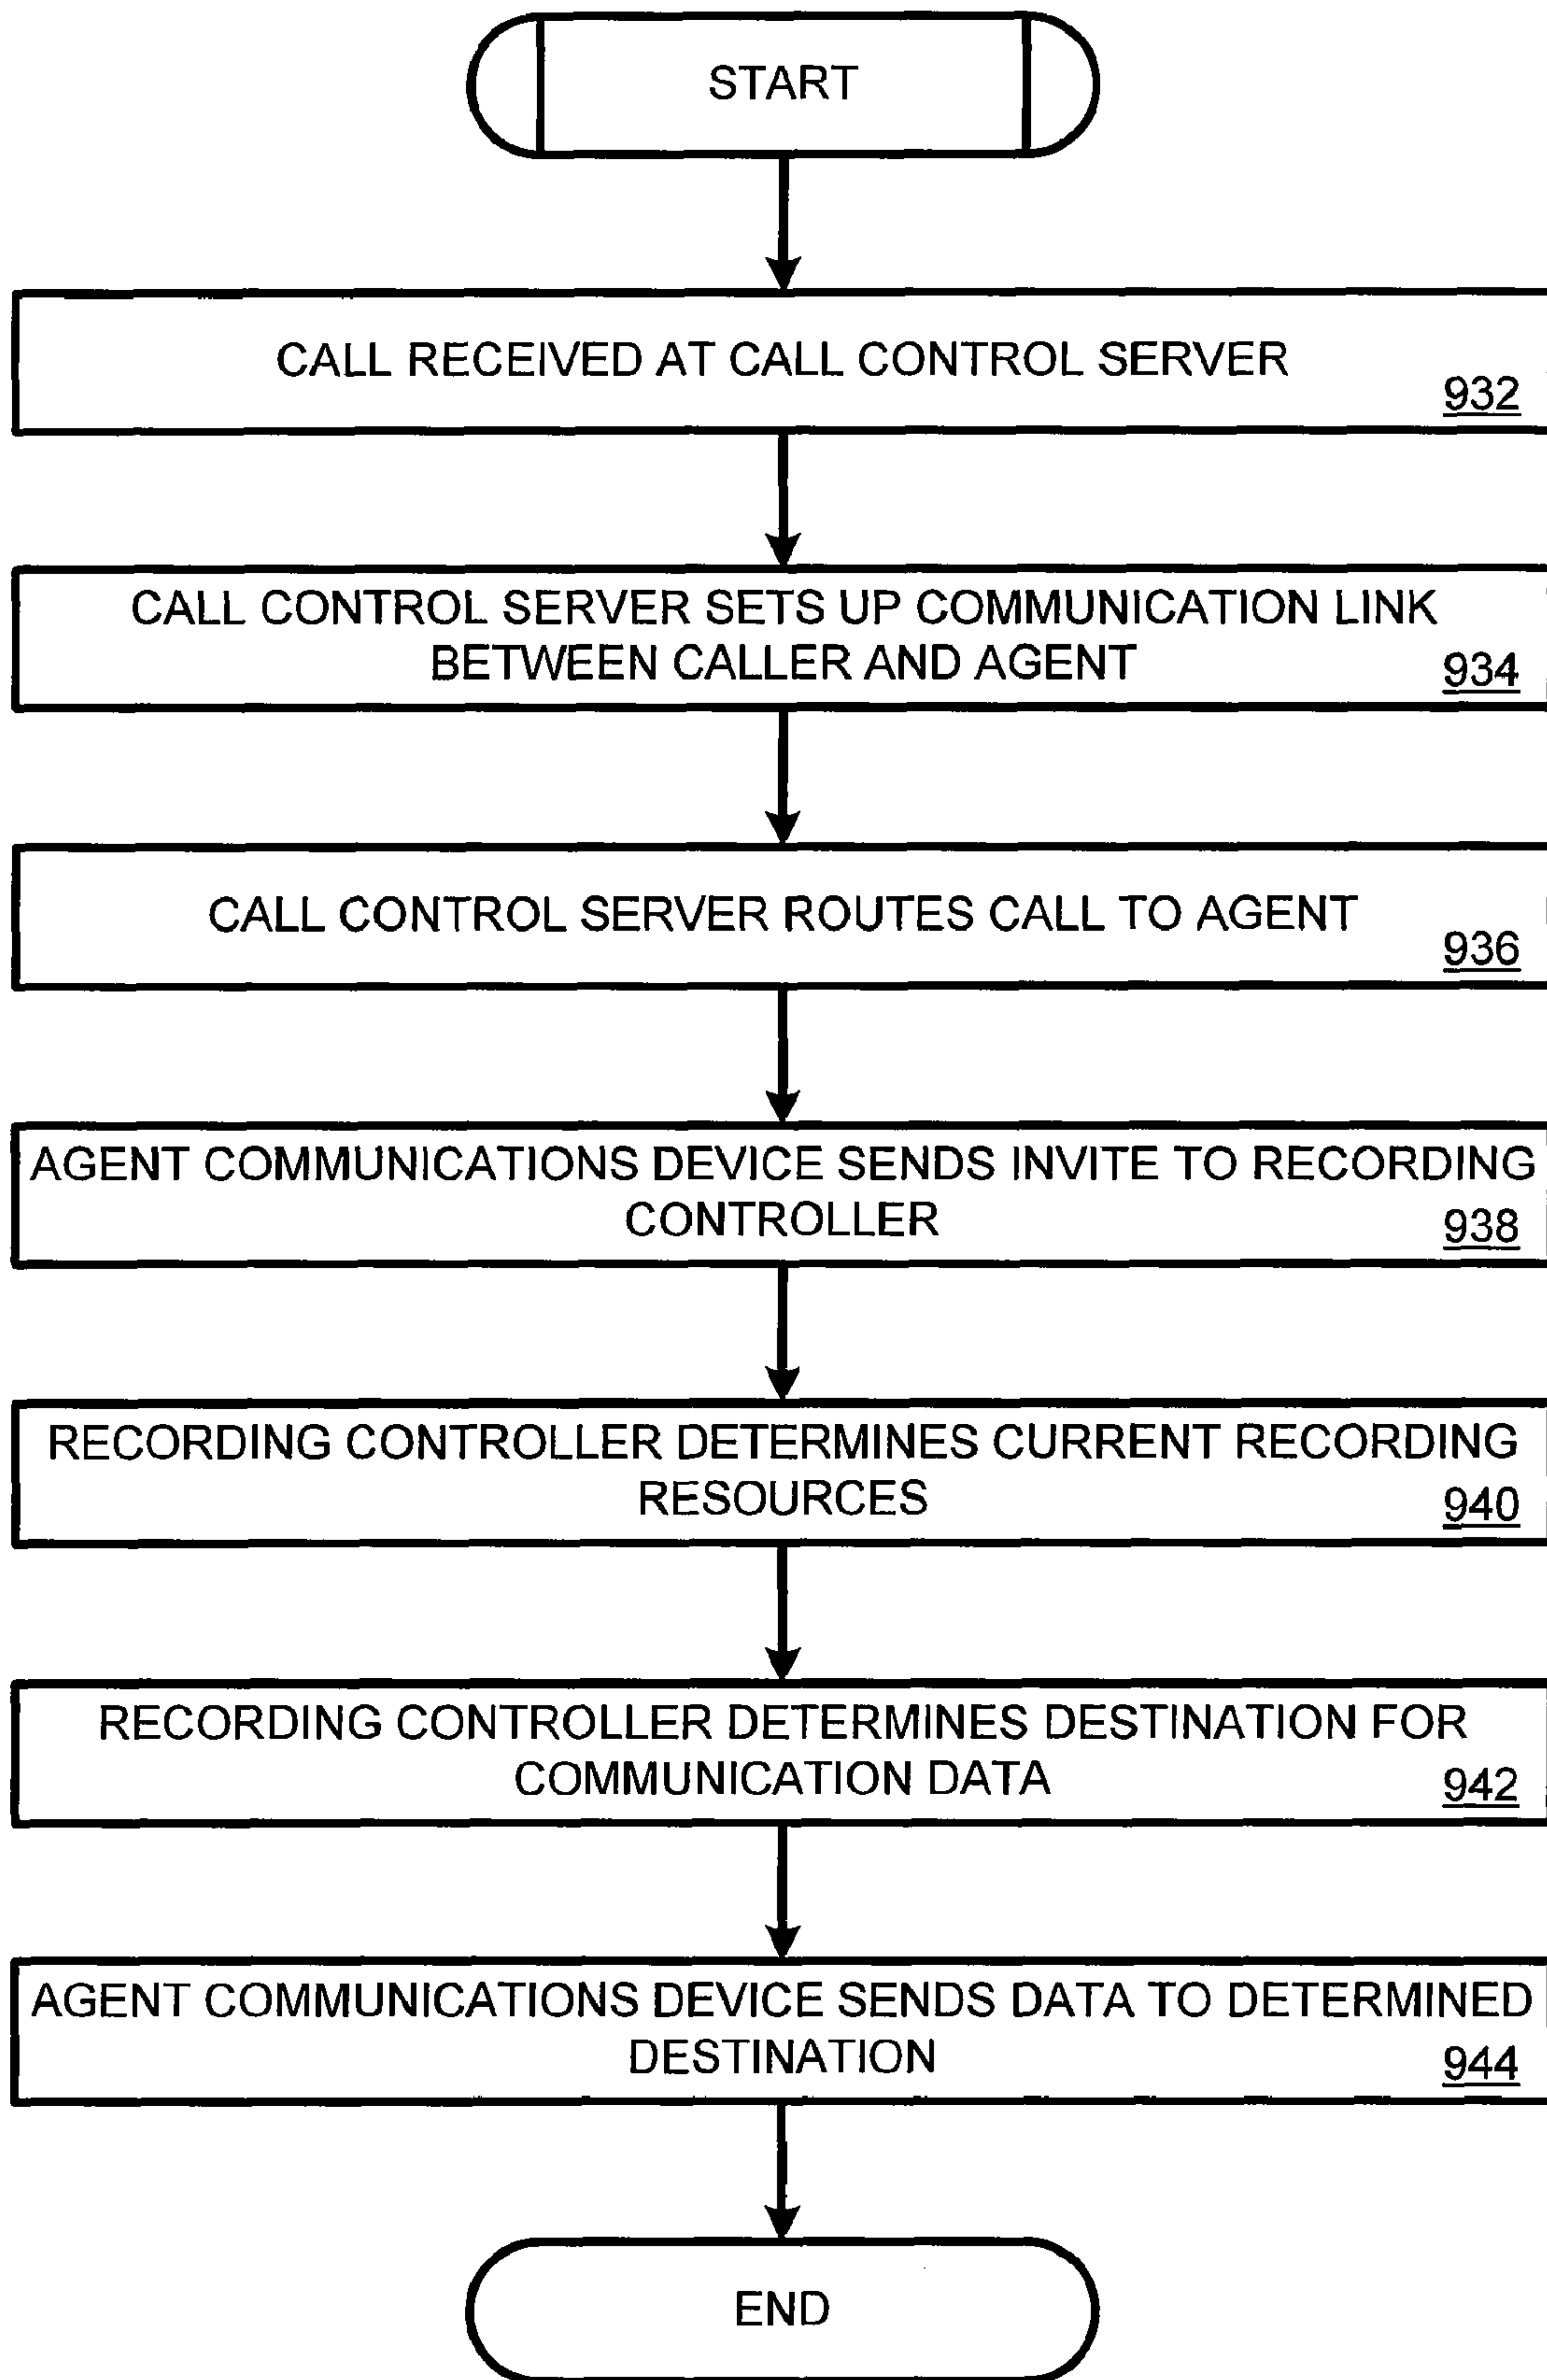 START
CALL RECEIVED AT CALL CONTROL SERVER
932
CALL CONTROL SERVER SETS UP COMMUNICATION LINK
BETWEEN CALLER AND AGENT
934
CALL CONTROL SERVER ROUTES CALL TO AGENT
936
AGENT COMMUNICATIONS DEVICE SENDS INVITE TO RECORDING
CONTROLLER
938
RECORDING CONTROLLER DETERMINES CURRENT RECORDING
RESOURCES
940
RECORDING CONTROLLER DETERMINES DESTINATION FOR
COMMUNICATION DATA
942
AGENT COMMUNICATIONS DEVICE SENDS DATA TO DETERMINED
DESTINATION
944
END